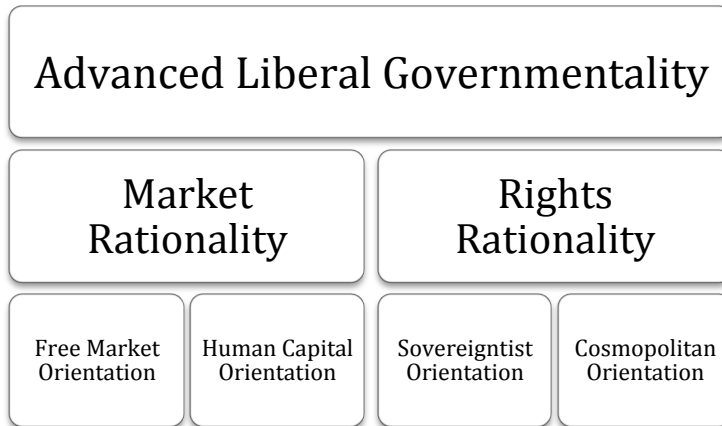 Advanced Liberal Governmentality
Market
Rationality
Rights
Rationality
Free Market
Orientation
Human Capital
Orientation
Sovereigntist
Orientation
Cosmopolitan
Orientation